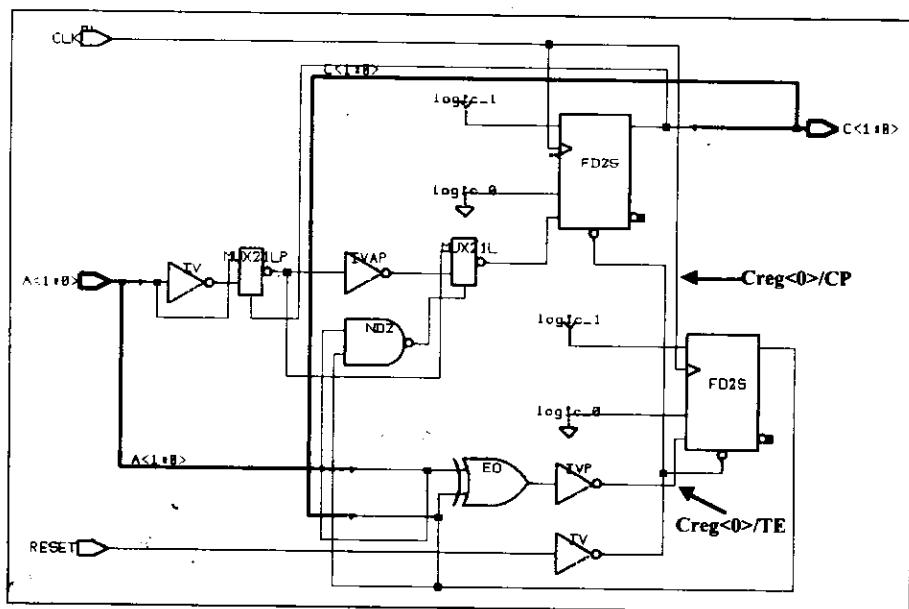 CLK
C<1:0>
logic_1
C<1:0>
FD2S
logic_0
MUX21LP
IVAP
MUX21L
IV
A<1:0>
Creg<0>/CP
logic_1
ND2
FD2S
logic_0
A<1:0>
EO
IVP
Creg<0>/TE
RESET
IV